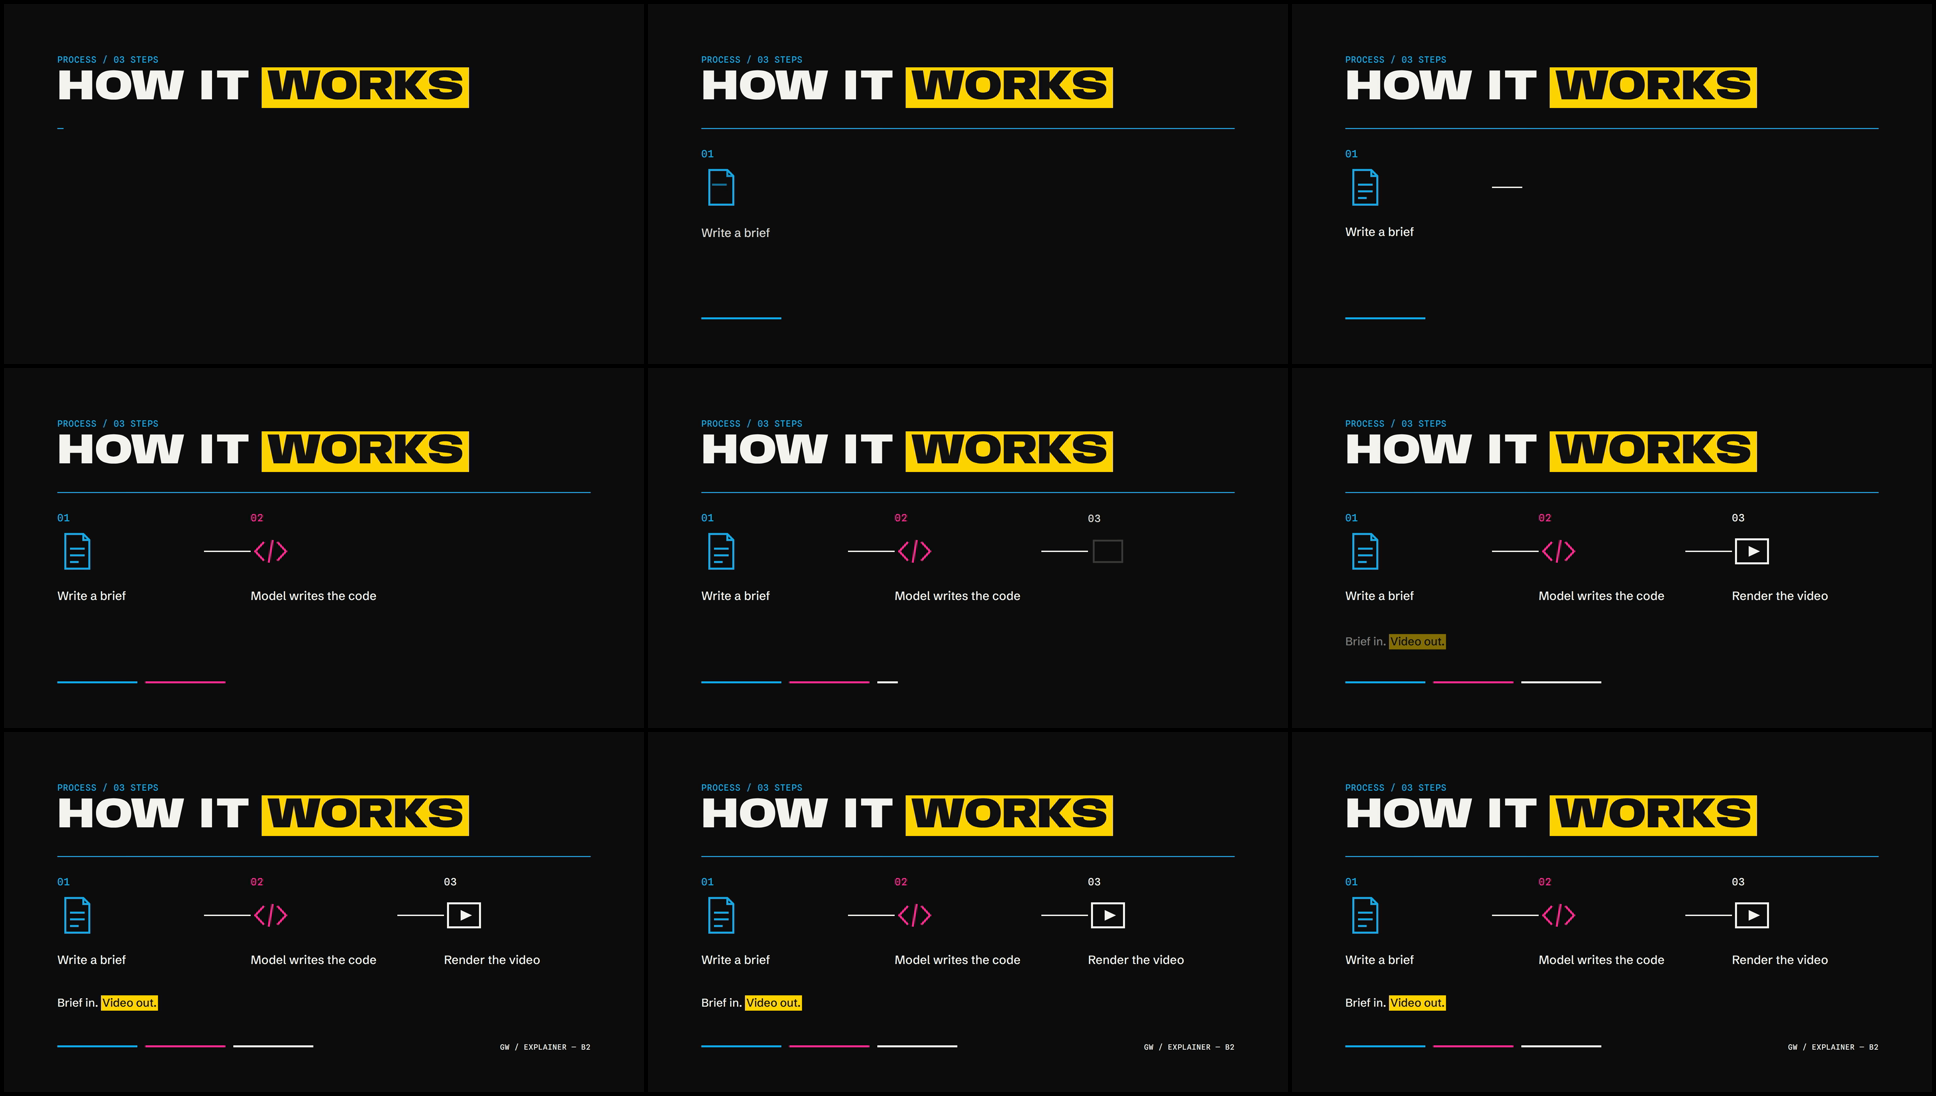 PROCESS / 03 STEPS
HOW IT WORKS
PROCESS / 03 STEPS
HOW IT WORKS
01
Write a brief
PROCESS / 03 STEPS
HOW IT WORKS
01
Write a brief
PROCESS / 03 STEPS
HOW IT WORKS
01 02
Write a brief Model writes the code
PROCESS / 03 STEPS
HOW IT WORKS
01 02 03
Write a brief Model writes the code
PROCESS / 03 STEPS
HOW IT WORKS
01 02 03
Write a brief Model writes the code Render the video
Brief in. Video out.
PROCESS / 03 STEPS
HOW IT WORKS
01 02 03
Write a brief Model writes the code Render the video
Brief in. Video out.
GW / EXPLAINER — B2
PROCESS / 03 STEPS
HOW IT WORKS
01 02 03
Write a brief Model writes the code Render the video
Brief in. Video out.
GW / EXPLAINER — B2
PROCESS / 03 STEPS
HOW IT WORKS
01 02 03
Write a brief Model writes the code Render the video
Brief in. Video out.
GW / EXPLAINER — B2